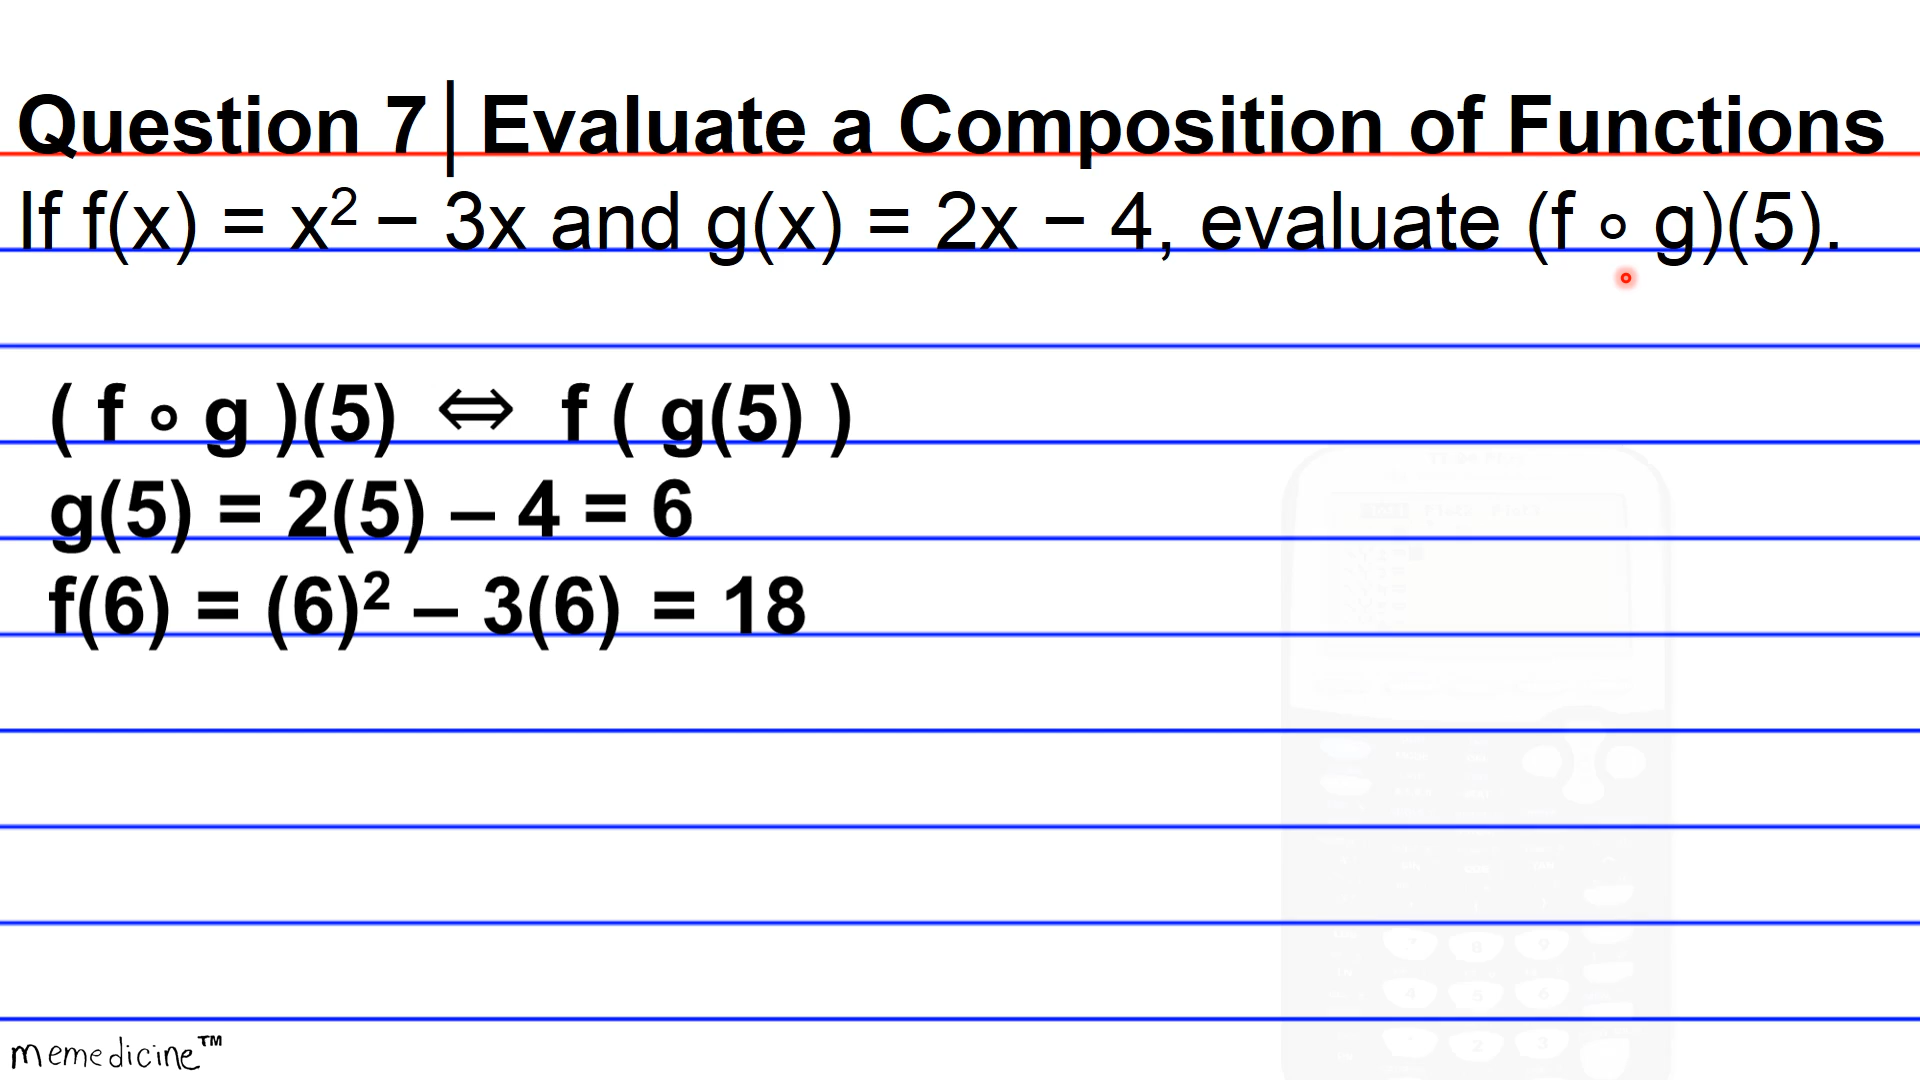 Question 7│Evaluate a Composition of Functions
If f(x) = x² − 3x and g(x) = 2x − 4, evaluate (f ∘ g)(5).
( f ∘ g )(5) ⇔ f ( g(5) )
g(5) = 2(5) – 4 = 6
f(6) = (6)² – 3(6) = 18
memedicine™